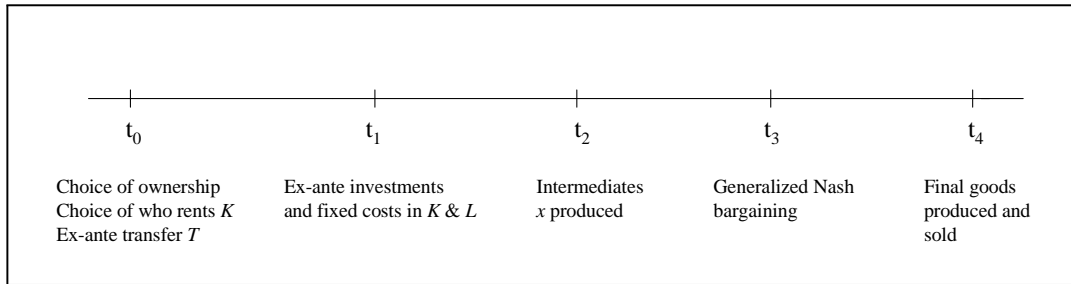 t0
t1
t2
t3
t4
Choice of ownership
Choice of who rents K
Ex-ante transfer T
Ex-ante investments
and fixed costs in K & L
Intermediates
x produced
Generalized Nash
bargaining
Final goods
produced and
sold